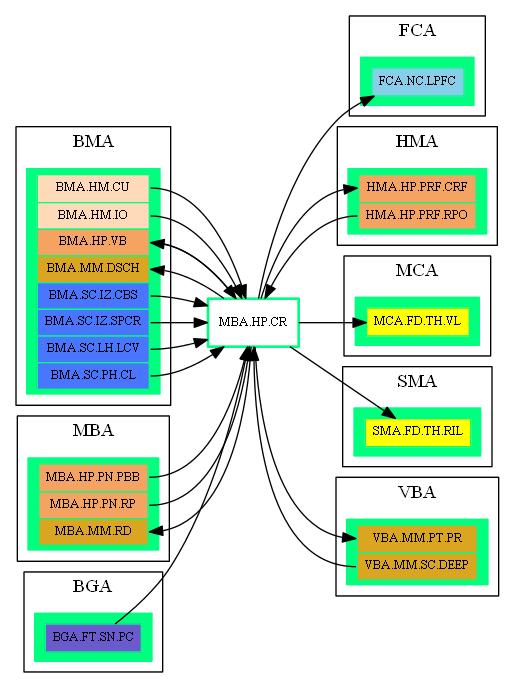 BMA
BMA.HM.CU
BMA.HM.IO
BMA.HP.VB
BMA.MM.DSCH
BMA.SC.IZ.CBS
BMA.SC.IZ.SPCR
BMA.SC.LH.LCV
BMA.SC.PH.CL
MBA
MBA.HP.PN.PBB
MBA.HP.PN.RP
MBA.MM.RD
BGA
BGA.FT.SN.PC
MBA.HP.CR
FCA
FCA.NC.LPFC
HMA
HMA.HP.PRF.CRF
HMA.HP.PRF.RPO
MCA
MCA.FD.TH.VL
SMA
SMA.FD.TH.RIL
VBA
VBA.MM.PT.PR
VBA.MM.SC.DEEP